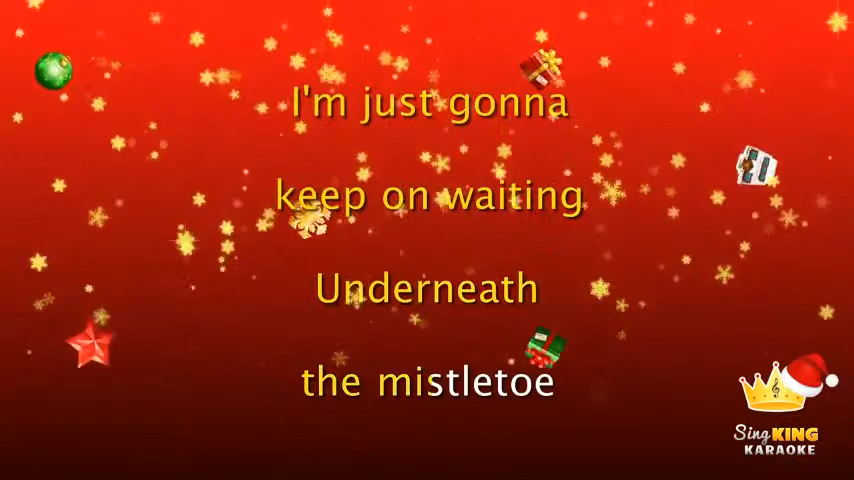 I'm just gonna
keep on waiting
Underneath
the mistletoe
Sing KING
KARAOKE